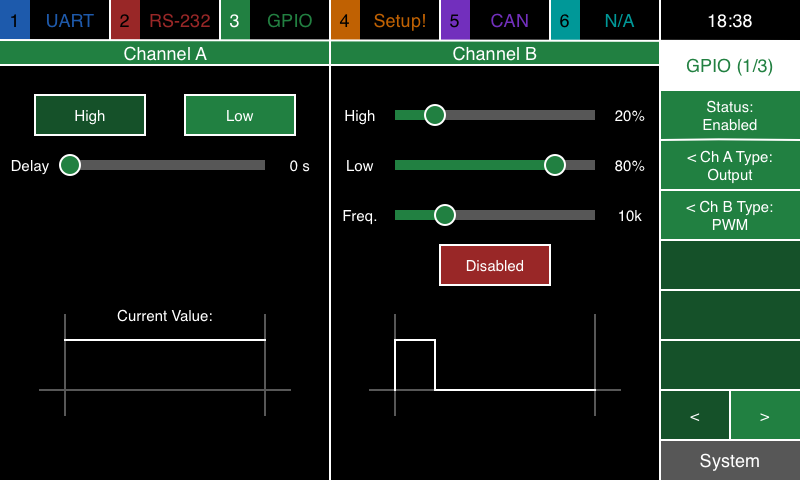 1 UART 2 RS-232 3 GPIO 4 Setup! 5 CAN 6 N/A 18:38
Channel A
Channel B
GPIO (1/3)
High Low
Delay 0 s
Current Value:
High 20%
Low 80%
Freq. 10k
Disabled
Status:
Enabled
< Ch A Type:
Output
< Ch B Type:
PWM
< >
System